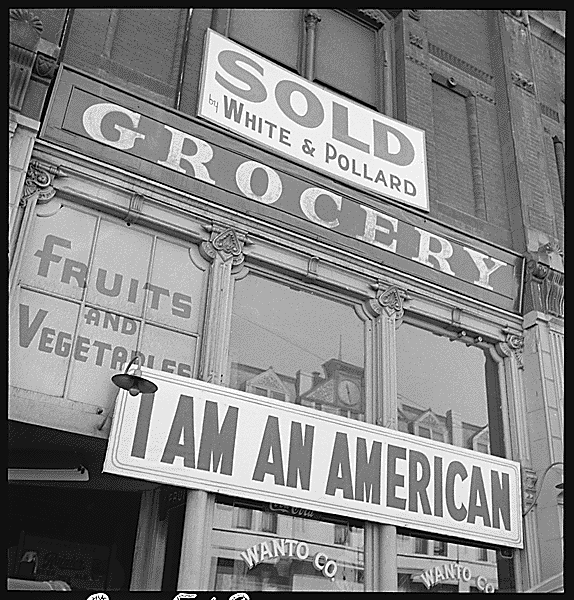 SOLD
by WHITE & POLLARD
GROCERY
FRUITS
AND
VEGETABLES
I AM AN AMERICAN
WANTO CO.
WANTO CO.